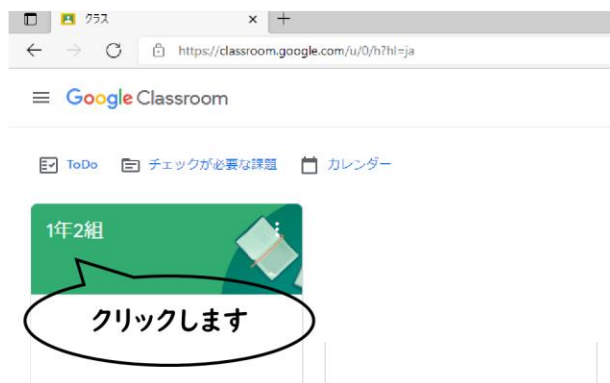 クラス
https://classroom.google.com/u/0/h?hl=ja
Google Classroom
ToDo チェックが必要な課題 カレンダー
1年2組
クリックします